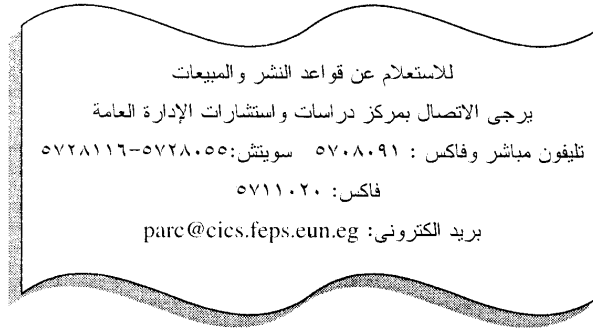 للاستعلام عن قواعد النشر والمبيعات
يرجى الاتصال بمركز دراسات واستشارات الإدارة العامة
تليفون مباشر وفاكس : ٥٧٠٨٠٩١ سويتش:٥٧٢٨٠٥٥-٥٧٢٨١١٦
فاكس: ٥٧١١٠٢٠
بريد الكترونى: parc@cics.feps.eun.eg